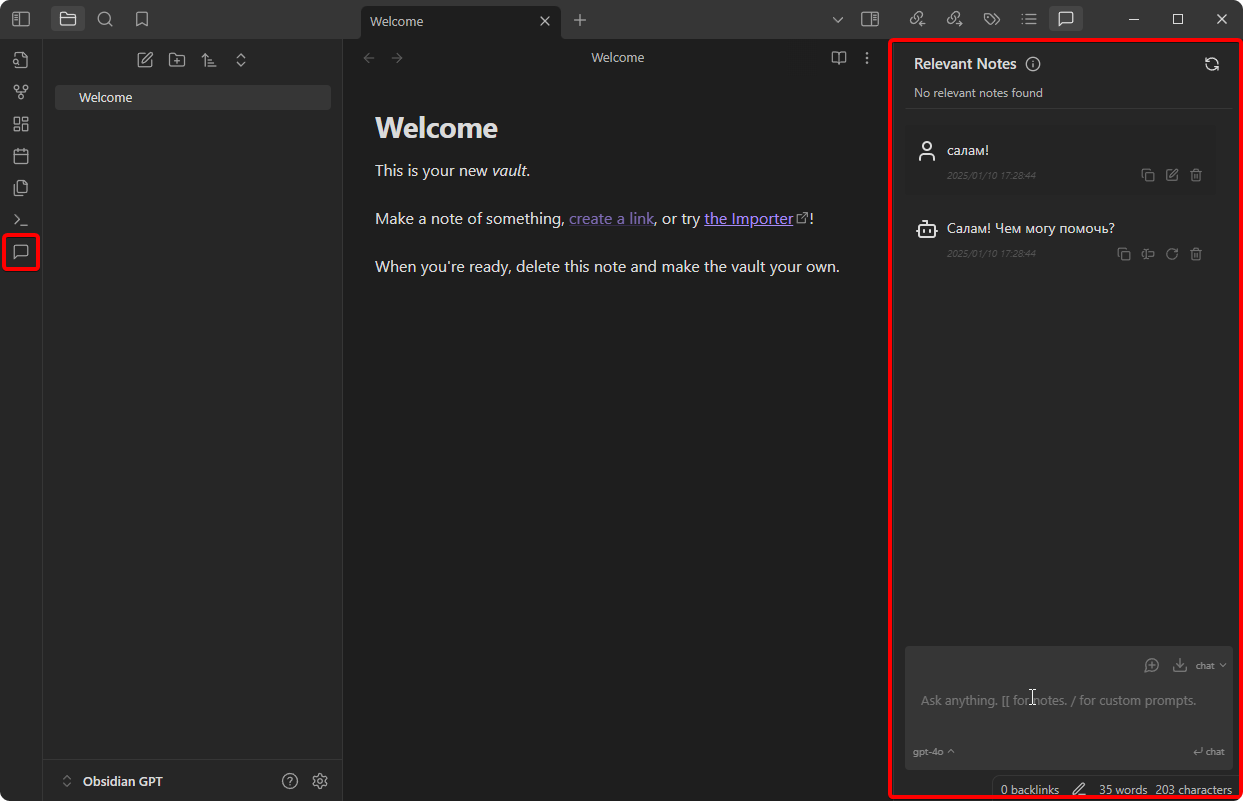 Welcome
Welcome
Welcome
Welcome
This is your new vault.
Make a note of something, create a link, or try the Importer!
When you're ready, delete this note and make the vault your own.
Obsidian GPT
Relevant Notes
No relevant notes found
салам!
2025/01/10 17:28:44
Салам! Чем могу помочь?
2025/01/10 17:28:44
chat
Ask anything. [[ for notes. / for custom prompts.
gpt-4o
chat
0 backlinks
35 words
203 characters